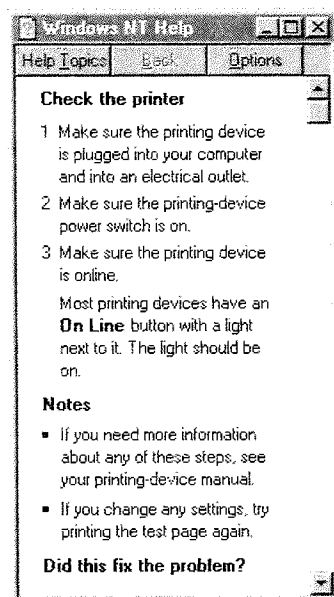 Windows NT Help
Help Topics Back Options
Check the printer
1 Make sure the printing device
is plugged into your computer
and into an electrical outlet.
2 Make sure the printing-device
power switch is on.
3 Make sure the printing device
is online.
Most printing devices have an
On Line button with a light
next to it. The light should be
on.
Notes
▪ If you need more information
about any of these steps, see
your printing-device manual.
▪ If you change any settings, try
printing the test page again.
Did this fix the problem?